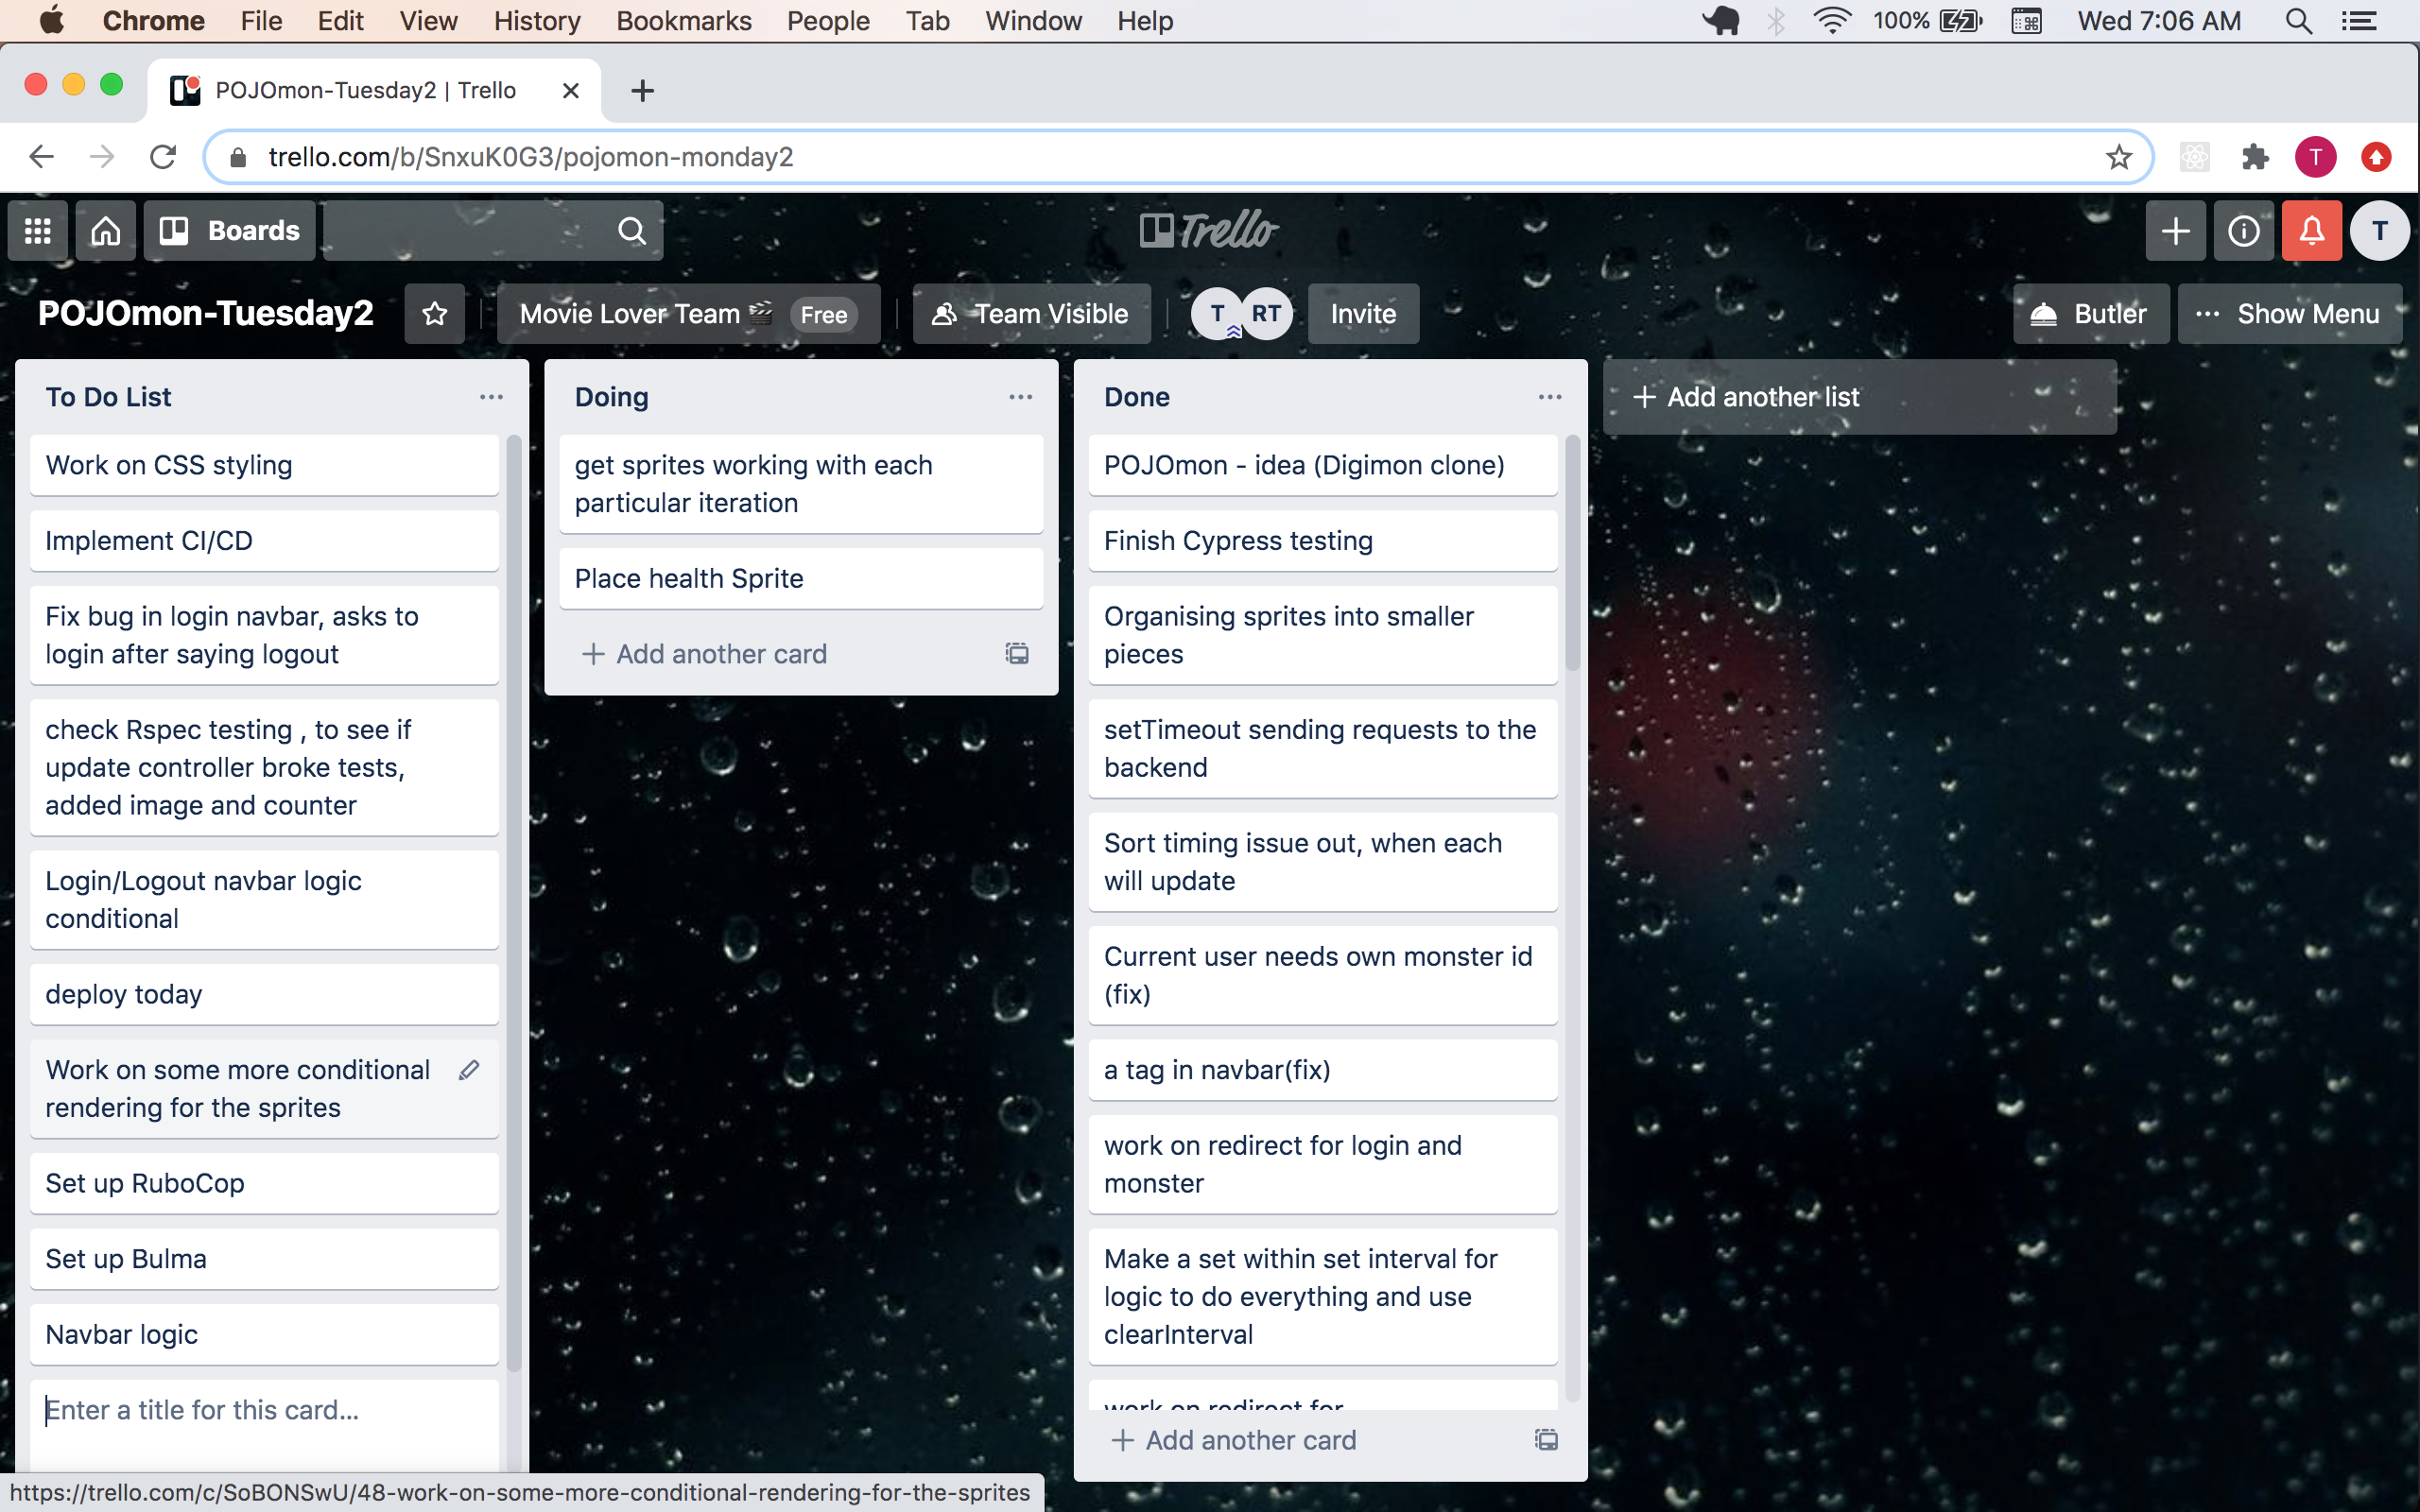 Chrome File Edit View History Bookmarks People Tab Window Help 100% Wed 7:06 AM
POJOmon-Tuesday2 | Trello
trello.com/b/SnxuK0G3/pojomon-monday2 T
Boards Trello T
POJOmon-Tuesday2 Movie Lover Team Free Team Visible T RT Invite Butler Show Menu
To Do List
Work on CSS styling
Implement CI/CD
Fix bug in login navbar, asks to
login after saying logout
check Rspec testing , to see if
update controller broke tests,
added image and counter
Login/Logout navbar logic
conditional
deploy today
Work on some more conditional
rendering for the sprites
Set up RuboCop
Set up Bulma
Navbar logic
Enter a title for this card...
Doing
get sprites working with each
particular iteration
Place health Sprite
+ Add another card
Done
POJOmon - idea (Digimon clone)
Finish Cypress testing
Organising sprites into smaller
pieces
setTimeout sending requests to the
backend
Sort timing issue out, when each
will update
Current user needs own monster id
(fix)
a tag in navbar(fix)
work on redirect for login and
monster
Make a set within set interval for
logic to do everything and use
clearInterval
work on redirect for
+ Add another card
+ Add another list
https://trello.com/c/SoBONSwU/48-work-on-some-more-conditional-rendering-for-the-sprites